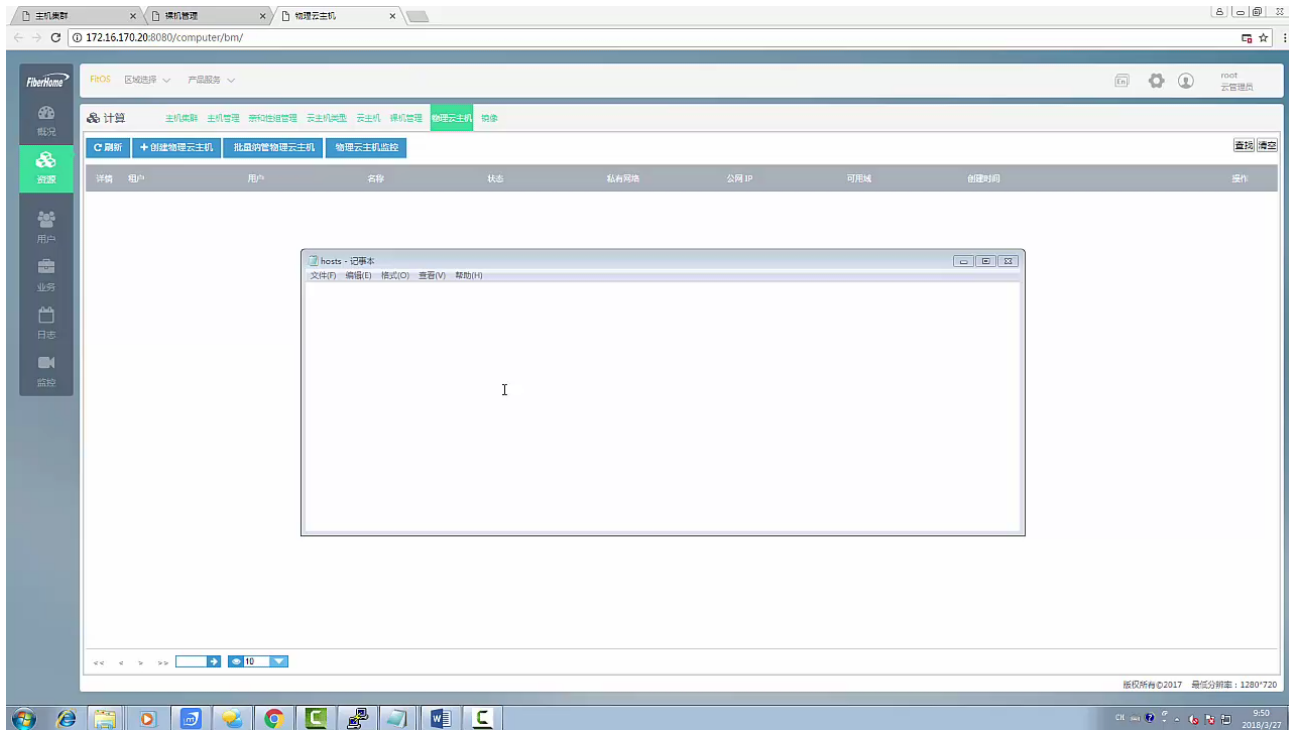 主机集群
裸机管理
物理云主机
172.16.170.20:8080/computer/bm/
FiberHome
FitOS 区域选择 产品服务
root
云管理员
概况
资源
用户
业务
日志
监控
计算 主机集群 主机管理 亲和性组管理 云主机类型 云主机 裸机管理 物理云主机 镜像
刷新 +创建物理云主机 批量纳管物理云主机 物理云主机监控 查找 清空
详情 租户 用户 名称 状态 私有网络 公网 IP 可用域 创建时间 操作
hosts - 记事本
文件(F) 编辑(E) 格式(O) 查看(V) 帮助(H)
<< < > >> 10
版权所有©2017 最低分辨率：1280*720
CH 9:50
2018/3/27